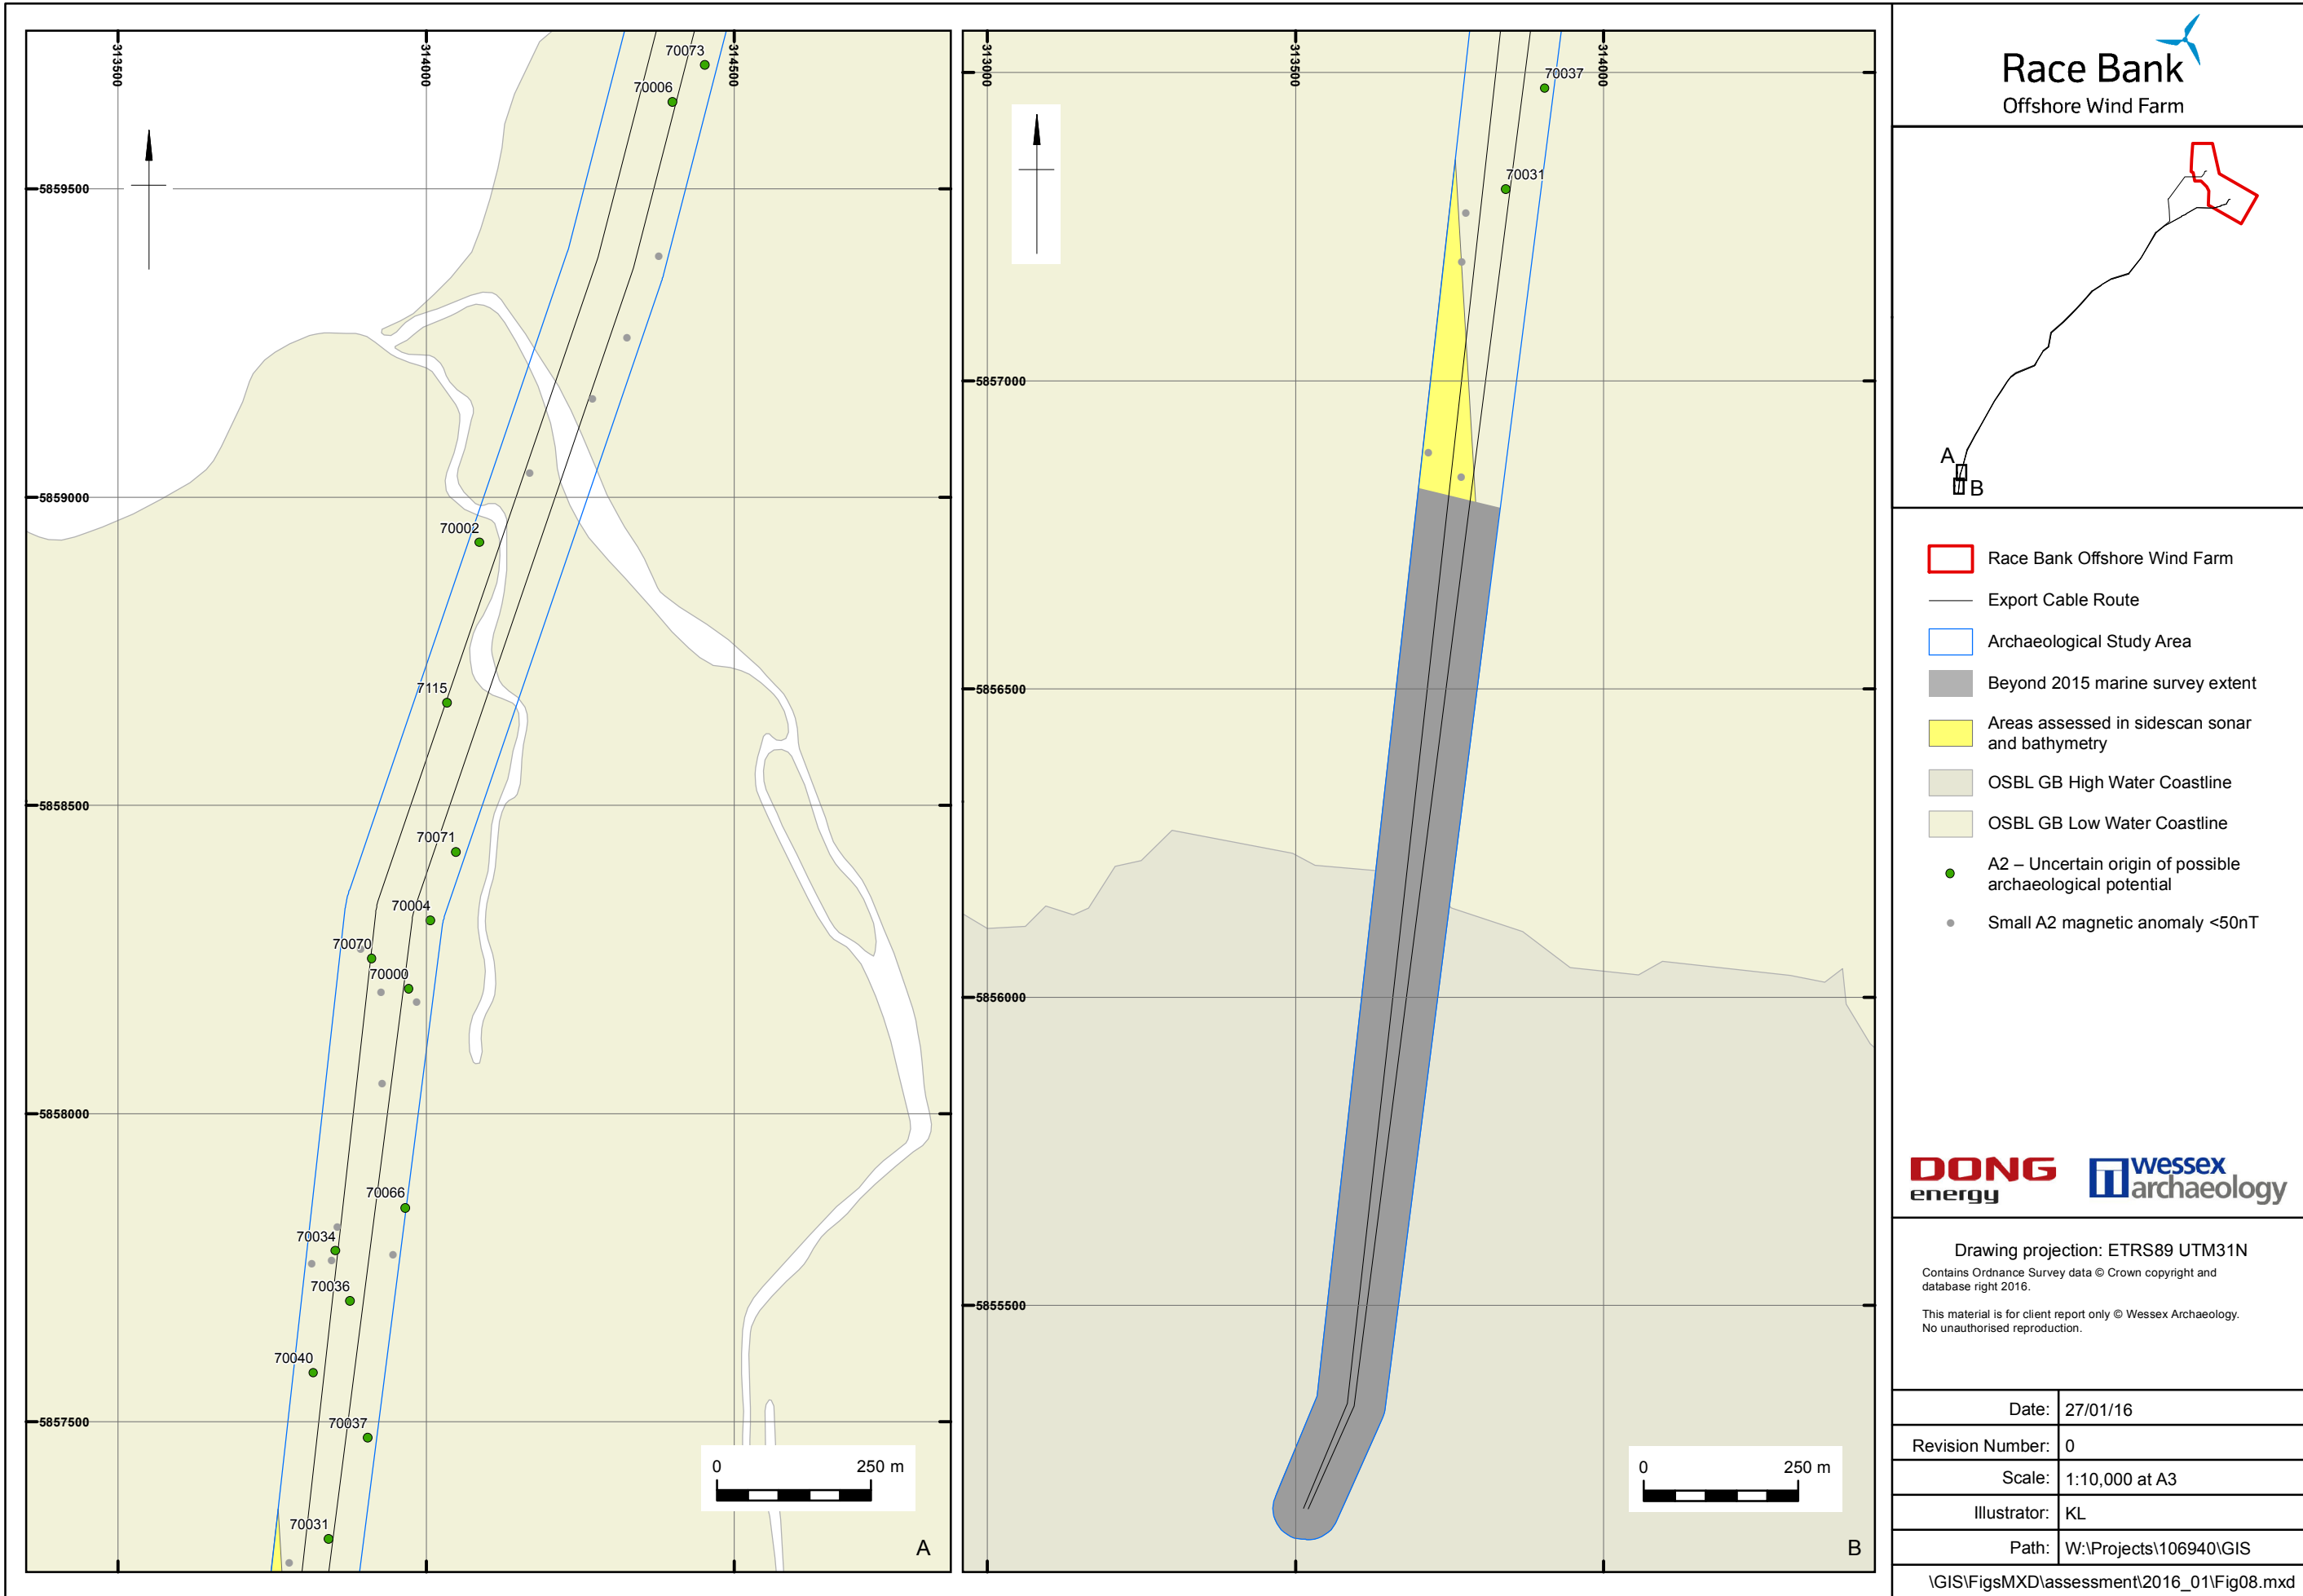 313500
314000
314500
5859500
5859000
5858500
5858000
5857500
70073
70006
70002
7115
70071
70004
70070
70000
70066
70034
70036
70040
70037
70031
0 250 m
A
313000
313500
314000
5857000
5856500
5856000
5855500
70037
70031
0 250 m
B
Race Bank
Offshore Wind Farm
A
B
Race Bank Offshore Wind Farm
Export Cable Route
Archaeological Study Area
Beyond 2015 marine survey extent
Areas assessed in sidescan sonar
and bathymetry
OSBL GB High Water Coastline
OSBL GB Low Water Coastline
A2 – Uncertain origin of possible
archaeological potential
Small A2 magnetic anomaly <50nT
DONG
energy
wessex
archaeology
Drawing projection: ETRS89 UTM31N
Contains Ordnance Survey data © Crown copyright and
database right 2016.
This material is for client report only © Wessex Archaeology.
No unauthorised reproduction.
Date: 27/01/16
Revision Number: 0
Scale: 1:10,000 at A3
Illustrator: KL
Path: W:\Projects\106940\GIS
\GIS\FigsMXD\assessment\2016_01\Fig08.mxd